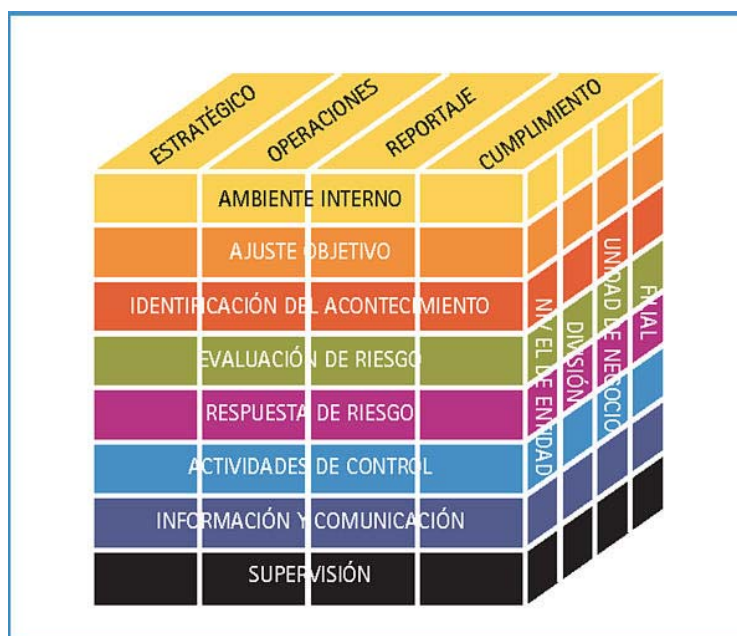 ESTRATÉGICO
OPERACIONES
REPORTAJE
CUMPLIMIENTO
AMBIENTE INTERNO
AJUSTE OBJETIVO
IDENTIFICACIÓN DEL ACONTECIMIENTO
EVALUACIÓN DE RIESGO
RESPUESTA DE RIESGO
ACTIVIDADES DE CONTROL
INFORMACIÓN Y COMUNICACIÓN
SUPERVISIÓN
NIVEL DE ENTIDAD
DIVISIÓN
UNIDAD DE NEGOCIO
FILIAL